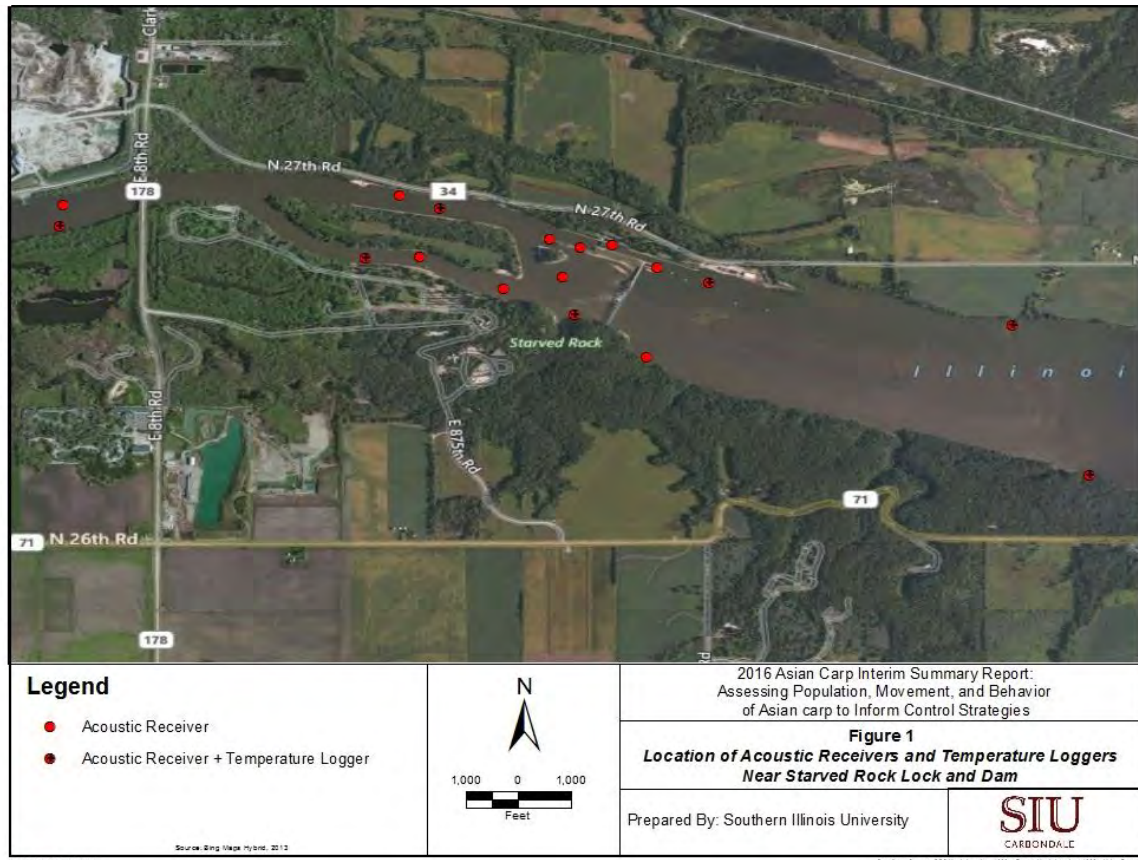 Clark
N 27th Rd
E 8th Rd
178
34
N 27th Rd
N
Starved Rock
Illinoi
E 8th Rd
E 875th Rd
71
71
N 26th Rd
178
Rd
Legend
Acoustic Receiver
Acoustic Receiver + Temperature Logger
Source: Bing Maps Hybrid, 2013
N
1,000 0 1,000
Feet
2016 Asian Carp Interim Summary Report:
Assessing Population, Movement, and Behavior
of Asian carp to Inform Control Strategies
Figure 1
Location of Acoustic Receivers and Temperature Loggers
Near Starved Rock Lock and Dam
Prepared By: Southern Illinois University
SIU
CARBONDALE